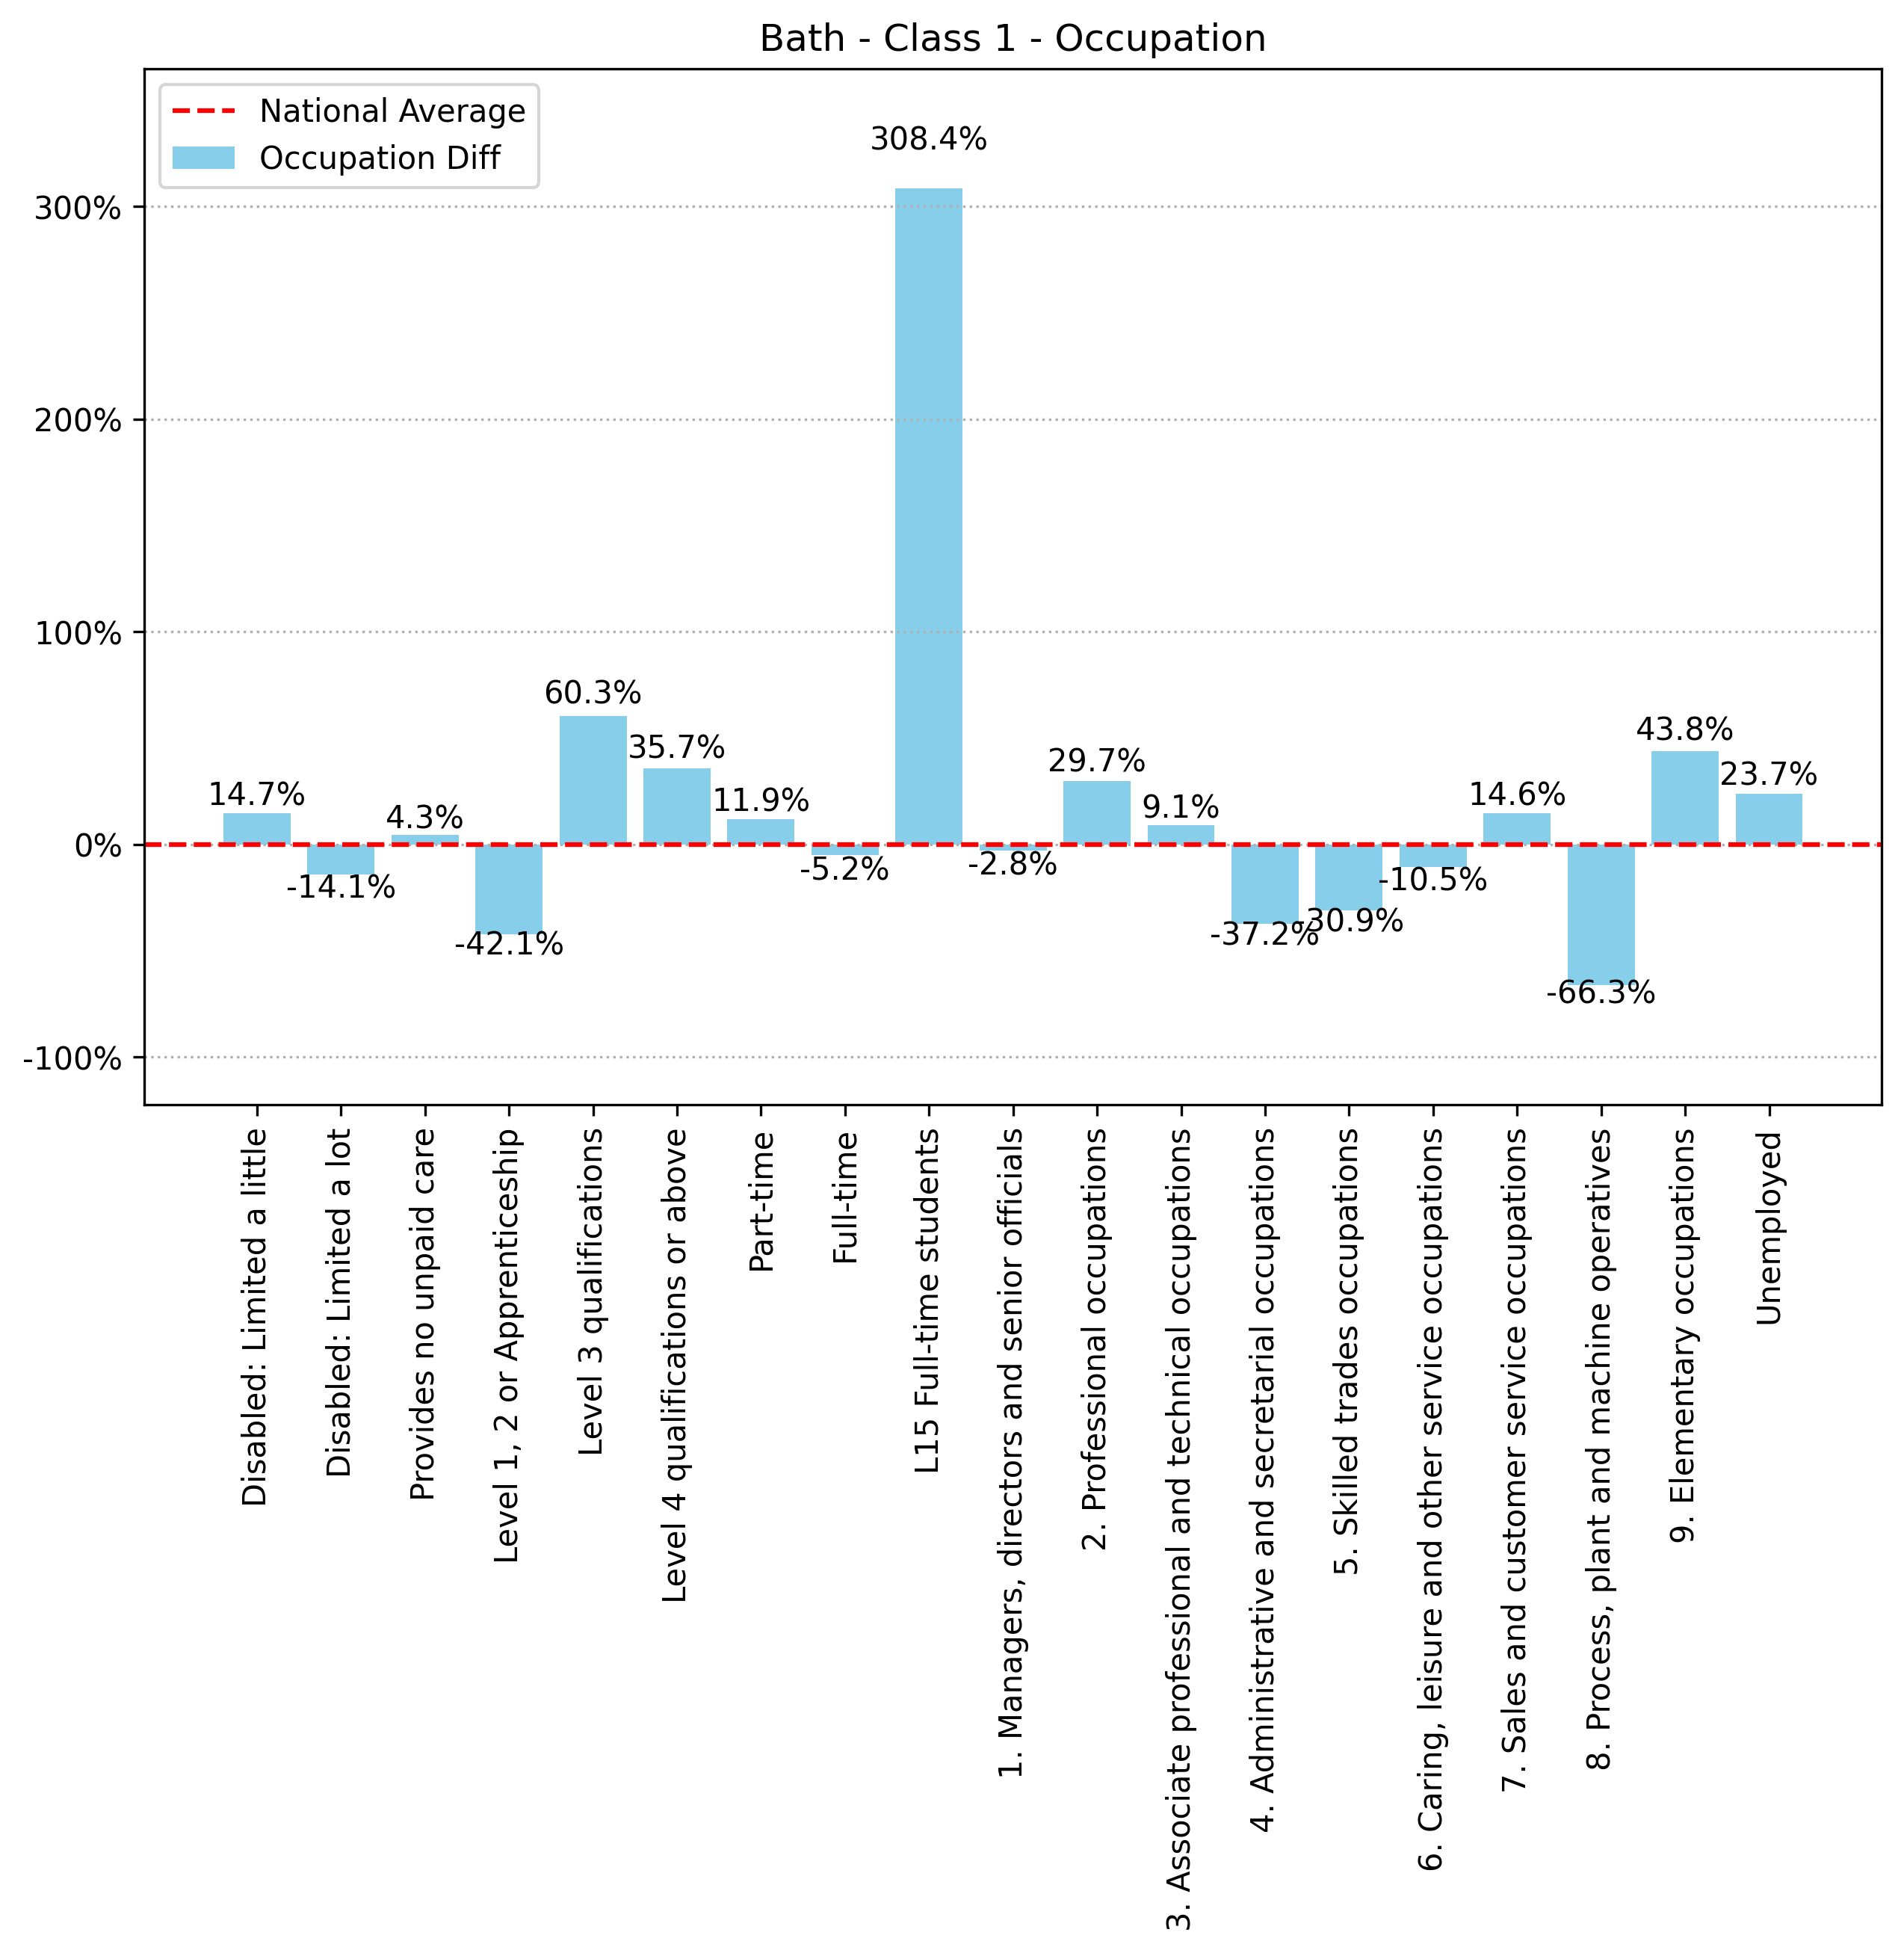 Bath - Class 1 - Occupation
National Average
Occupation Diff
300%
200%
100%
0%
-100%
14.7%
-14.1%
4.3%
-42.1%
60.3%
35.7%
11.9%
-5.2%
308.4%
-2.8%
29.7%
9.1%
-37.2%
-30.9%
-10.5%
14.6%
-66.3%
43.8%
23.7%
Disabled: Limited a little
Disabled: Limited a lot
Provides no unpaid care
Level 1, 2 or Apprenticeship
Level 3 qualifications
Level 4 qualifications or above
Part-time
Full-time
L15 Full-time students
1. Managers, directors and senior officials
2. Professional occupations
3. Associate professional and technical occupations
4. Administrative and secretarial occupations
5. Skilled trades occupations
6. Caring, leisure and other service occupations
7. Sales and customer service occupations
8. Process, plant and machine operatives
9. Elementary occupations
Unemployed